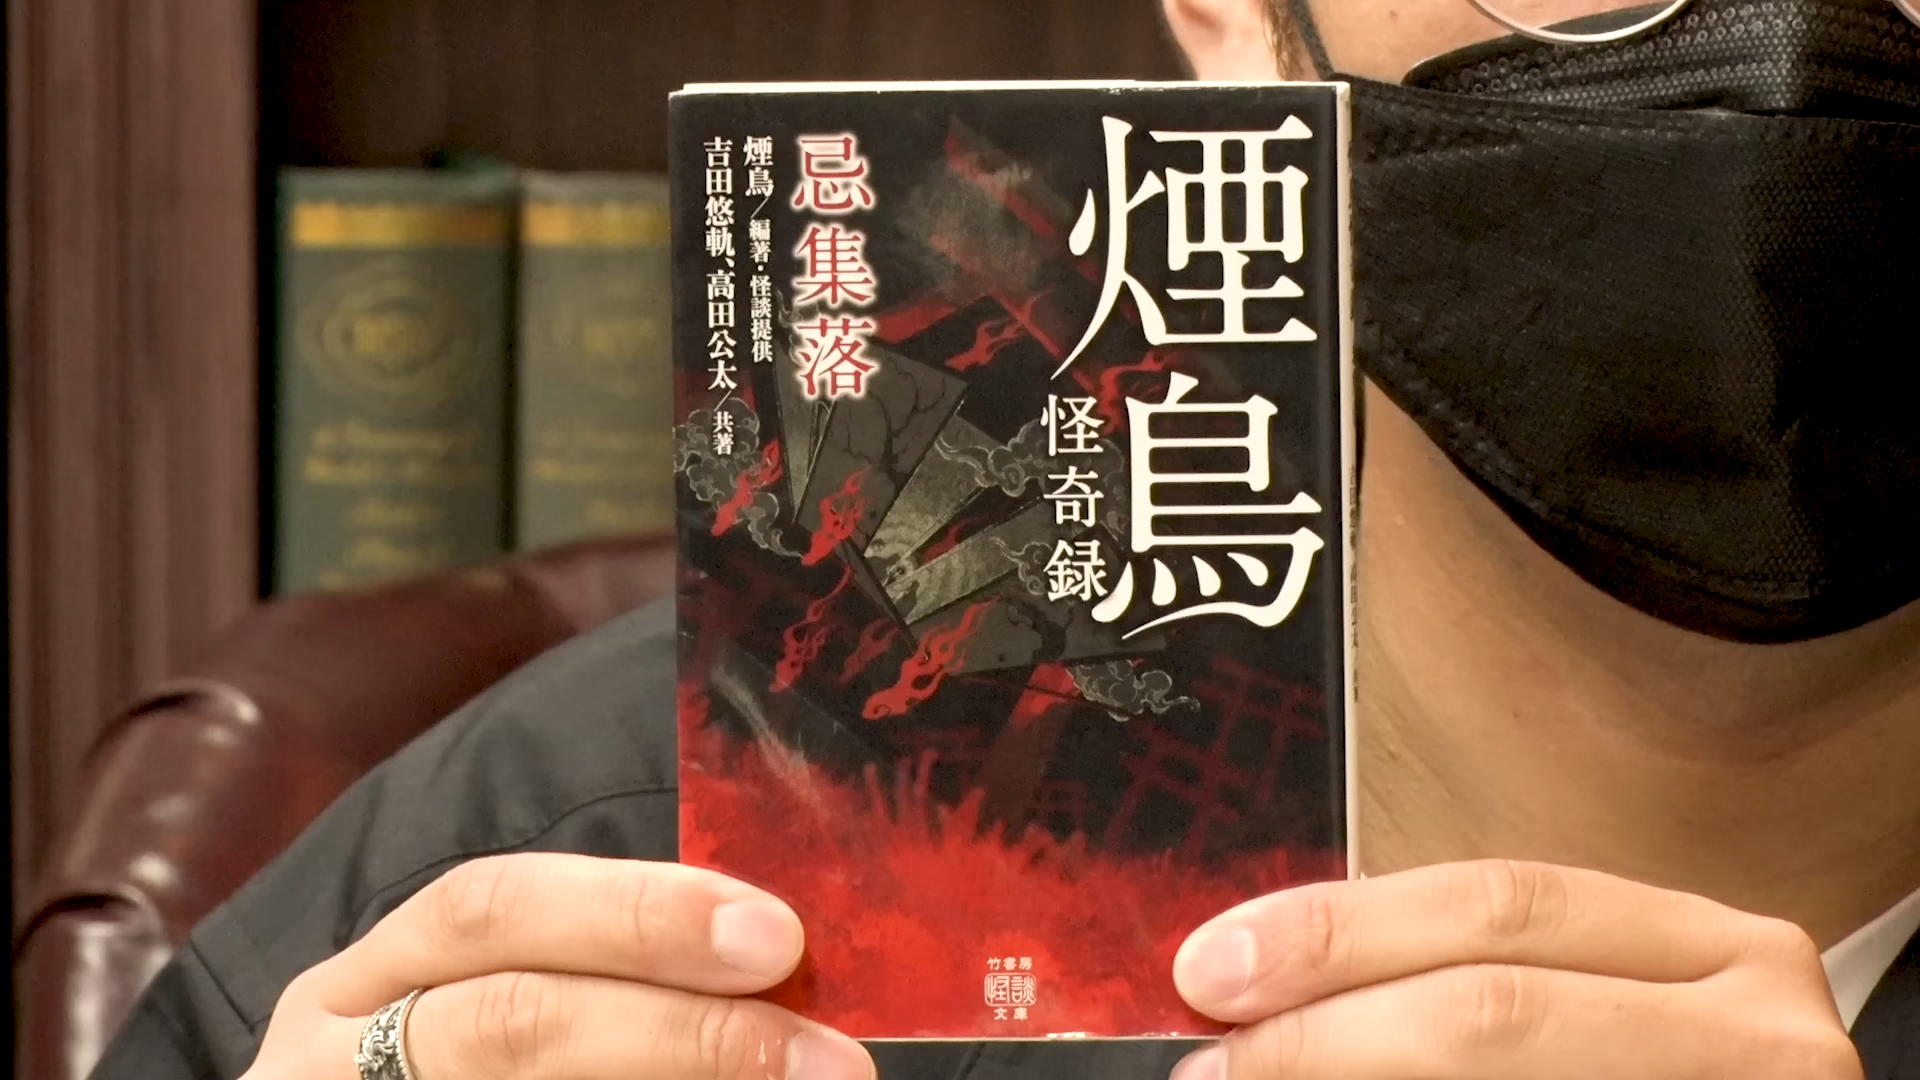 煙鳥
怪奇録
忌集落
煙鳥/編著・怪談提供
吉田悠軌、高田公太/共著
竹書房
怪談
文庫